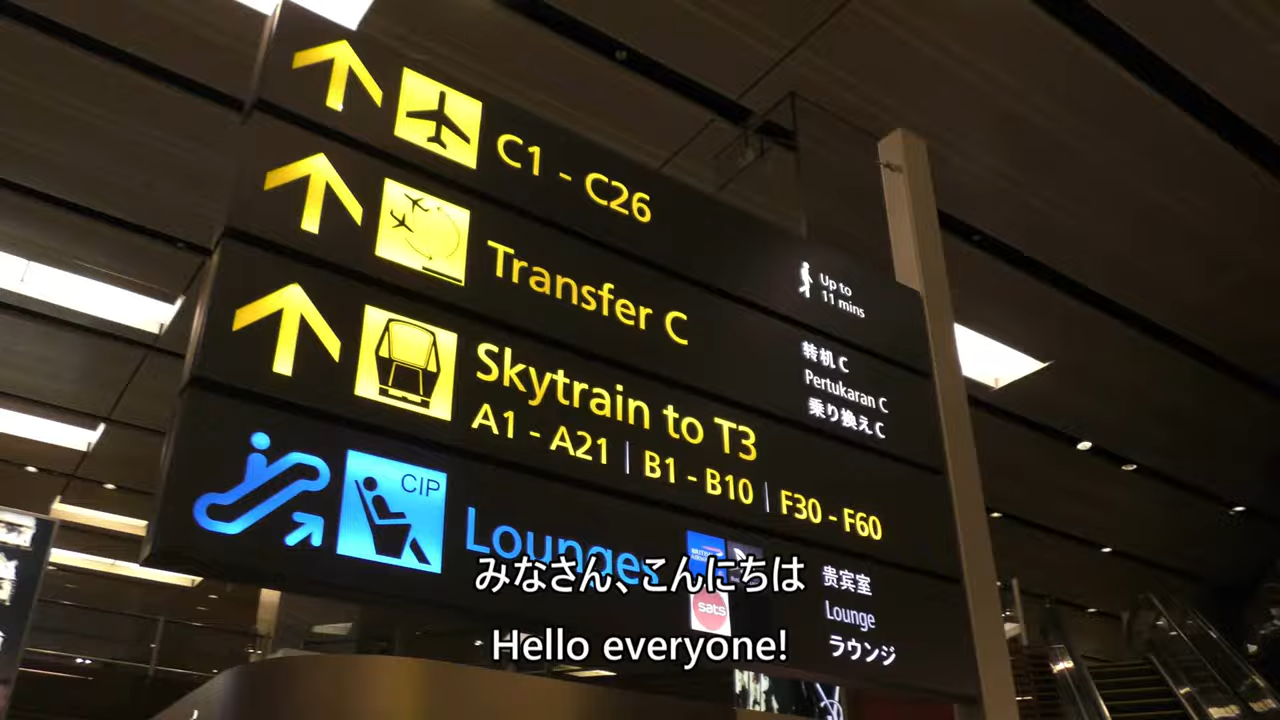 C1 - C26
Up to
11 mins
Transfer C
转机 C
Pertukaran C
乗り換え C
Skytrain to T3
A1 - A21 | B1 - B10 | F30 - F60
CIP
Lounges
sats
贵宾室
Lounge
ラウンジ
みなさん、こんにちは
Hello everyone!